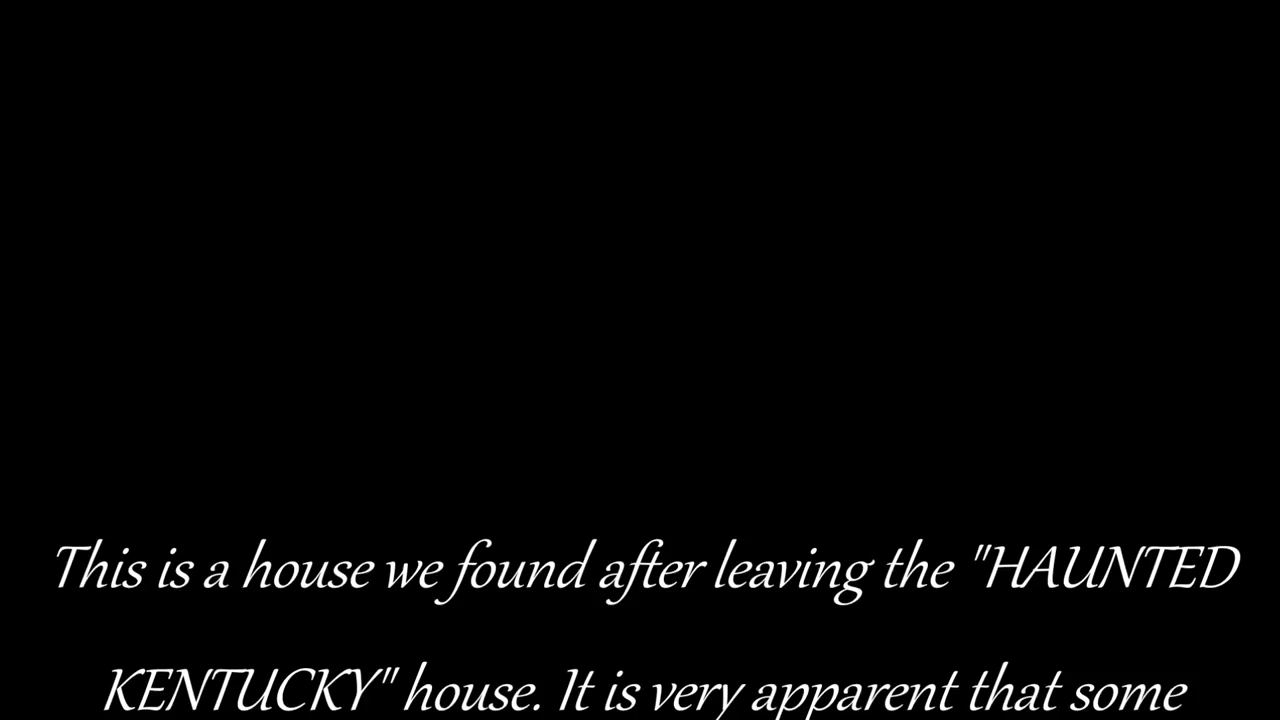 This is a house we found after leaving the "HAUNTED
KENTUCKY" house. It is very apparent that some